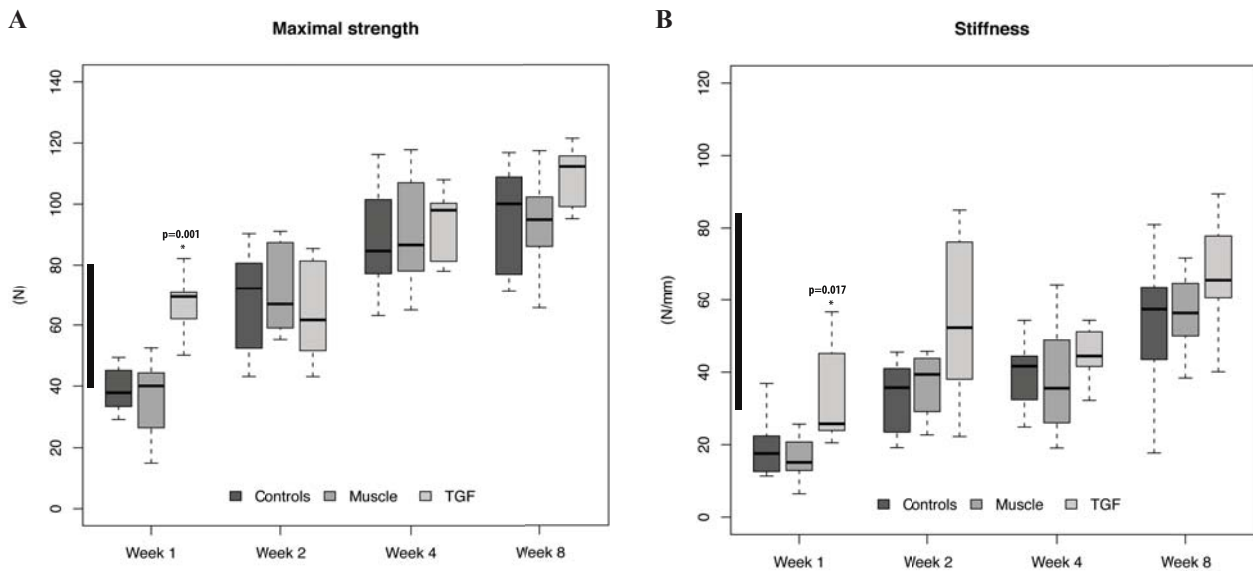 A
Maximal strength
140
120
100
80
60
40
20
0
(N)
p=0.001
*
Controls Muscle TGF
Week 1 Week 2 Week 4 Week 8
B
Stiffness
120
100
80
60
40
20
0
(N/mm)
p=0.017
*
Controls Muscle TGF
Week 1 Week 2 Week 4 Week 8